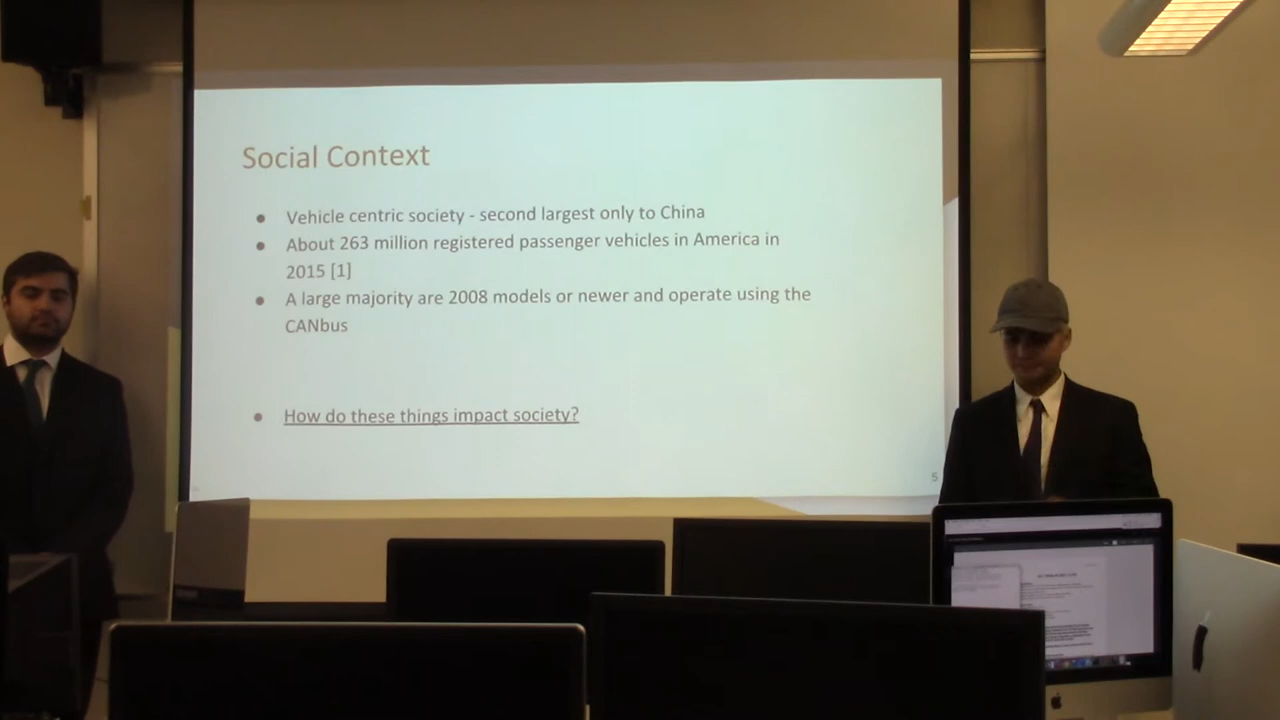 Social Context
● Vehicle centric society - second largest only to China
● About 263 million registered passenger vehicles in America in
2015 [1]
● A large majority are 2008 models or newer and operate using the
CANbus
● How do these things impact society?
5